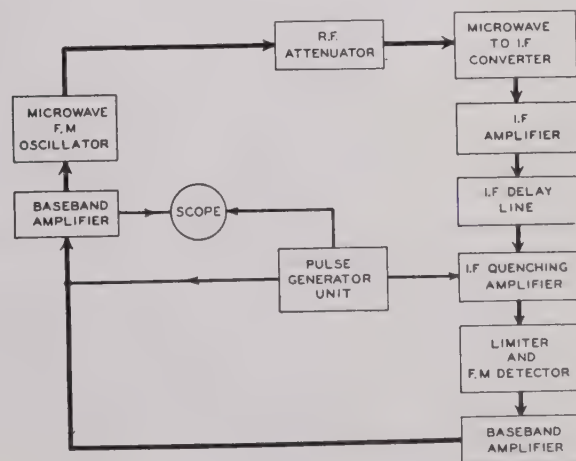 R.F.
ATTENUATOR
MICROWAVE
TO I.F
CONVERTER
MICROWAVE
F.M
OSCILLATOR
I.F
AMPLIFIER
BASEBAND
AMPLIFIER
SCOPE
I.F DELAY
LINE
PULSE
GENERATOR
UNIT
I.F QUENCHING
AMPLIFIER
LIMITER
AND
F.M DETECTOR
BASEBAND
AMPLIFIER